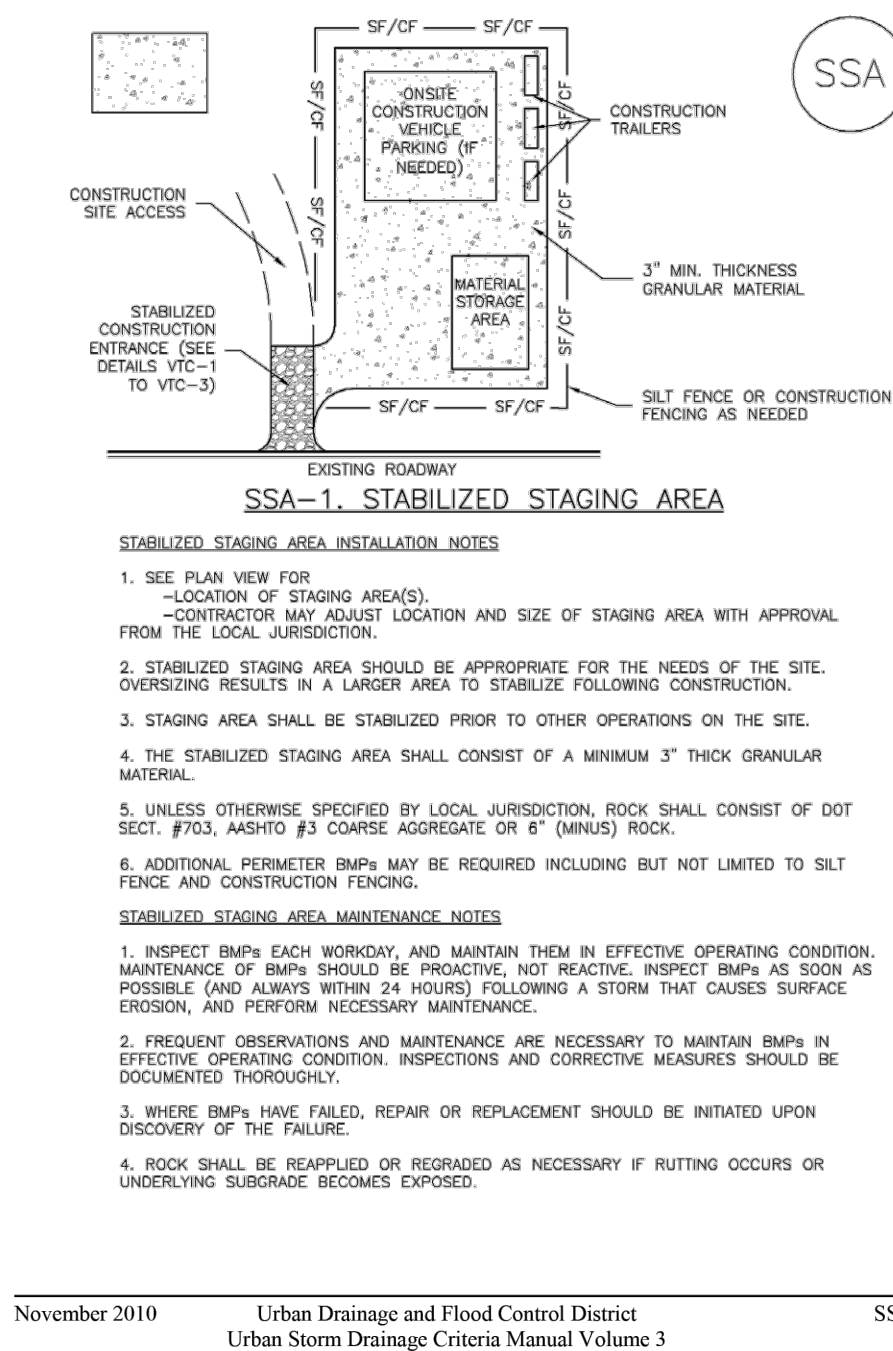 SF/CF SF/CF
SSA
SF/CF
SF/CF
ONSITE
CONSTRUCTION
VEHICLE
PARKING (IF
NEEDED)
CONSTRUCTION
TRAILERS
CONSTRUCTION
SITE ACCESS
SF/CF
SF/CF
3" MIN. THICKNESS
GRANULAR MATERIAL
MATERIAL
STORAGE
AREA
STABILIZED
CONSTRUCTION
ENTRANCE (SEE
DETAILS VTC-1
TO VTC-3)
SF/CF
SF/CF SF/CF
SILT FENCE OR CONSTRUCTION
FENCING AS NEEDED
EXISTING ROADWAY
SSA-1. STABILIZED STAGING AREA
STABILIZED STAGING AREA INSTALLATION NOTES
1. SEE PLAN VIEW FOR
-LOCATION OF STAGING AREA(S).
-CONTRACTOR MAY ADJUST LOCATION AND SIZE OF STAGING AREA WITH APPROVAL
FROM THE LOCAL JURISDICTION.
2. STABILIZED STAGING AREA SHOULD BE APPROPRIATE FOR THE NEEDS OF THE SITE.
OVERSIZING RESULTS IN A LARGER AREA TO STABILIZE FOLLOWING CONSTRUCTION.
3. STAGING AREA SHALL BE STABILIZED PRIOR TO OTHER OPERATIONS ON THE SITE.
4. THE STABILIZED STAGING AREA SHALL CONSIST OF A MINIMUM 3" THICK GRANULAR
MATERIAL.
5. UNLESS OTHERWISE SPECIFIED BY LOCAL JURISDICTION, ROCK SHALL CONSIST OF DOT
SECT. #703, AASHTO #3 COARSE AGGREGATE OR 6" (MINUS) ROCK.
6. ADDITIONAL PERIMETER BMPs MAY BE REQUIRED INCLUDING BUT NOT LIMITED TO SILT
FENCE AND CONSTRUCTION FENCING.
STABILIZED STAGING AREA MAINTENANCE NOTES
1. INSPECT BMPs EACH WORKDAY, AND MAINTAIN THEM IN EFFECTIVE OPERATING CONDITION.
MAINTENANCE OF BMPs SHOULD BE PROACTIVE, NOT REACTIVE. INSPECT BMPs AS SOON AS
POSSIBLE (AND ALWAYS WITHIN 24 HOURS) FOLLOWING A STORM THAT CAUSES SURFACE
EROSION, AND PERFORM NECESSARY MAINTENANCE.
2. FREQUENT OBSERVATIONS AND MAINTENANCE ARE NECESSARY TO MAINTAIN BMPs IN
EFFECTIVE OPERATING CONDITION. INSPECTIONS AND CORRECTIVE MEASURES SHOULD BE
DOCUMENTED THOROUGHLY.
3. WHERE BMPs HAVE FAILED, REPAIR OR REPLACEMENT SHOULD BE INITIATED UPON
DISCOVERY OF THE FAILURE.
4. ROCK SHALL BE REAPPLIED OR REGRADED AS NECESSARY IF RUTTING OCCURS OR
UNDERLYING SUBGRADE BECOMES EXPOSED.
November 2010 Urban Drainage and Flood Control District
Urban Storm Drainage Criteria Manual Volume 3